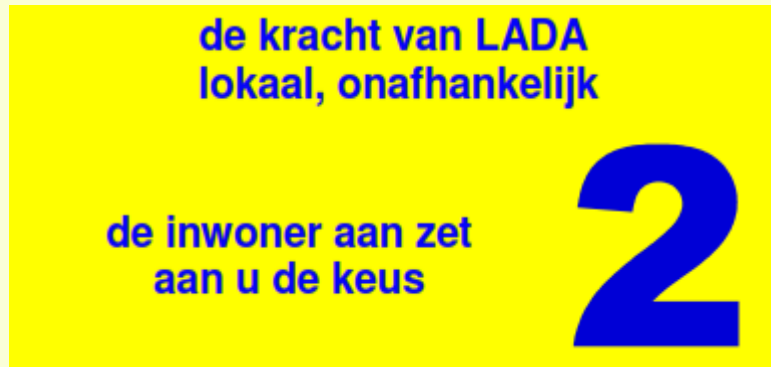 de kracht van LADA
lokaal, onafhankelijk
de inwoner aan zet
aan u de keus
2